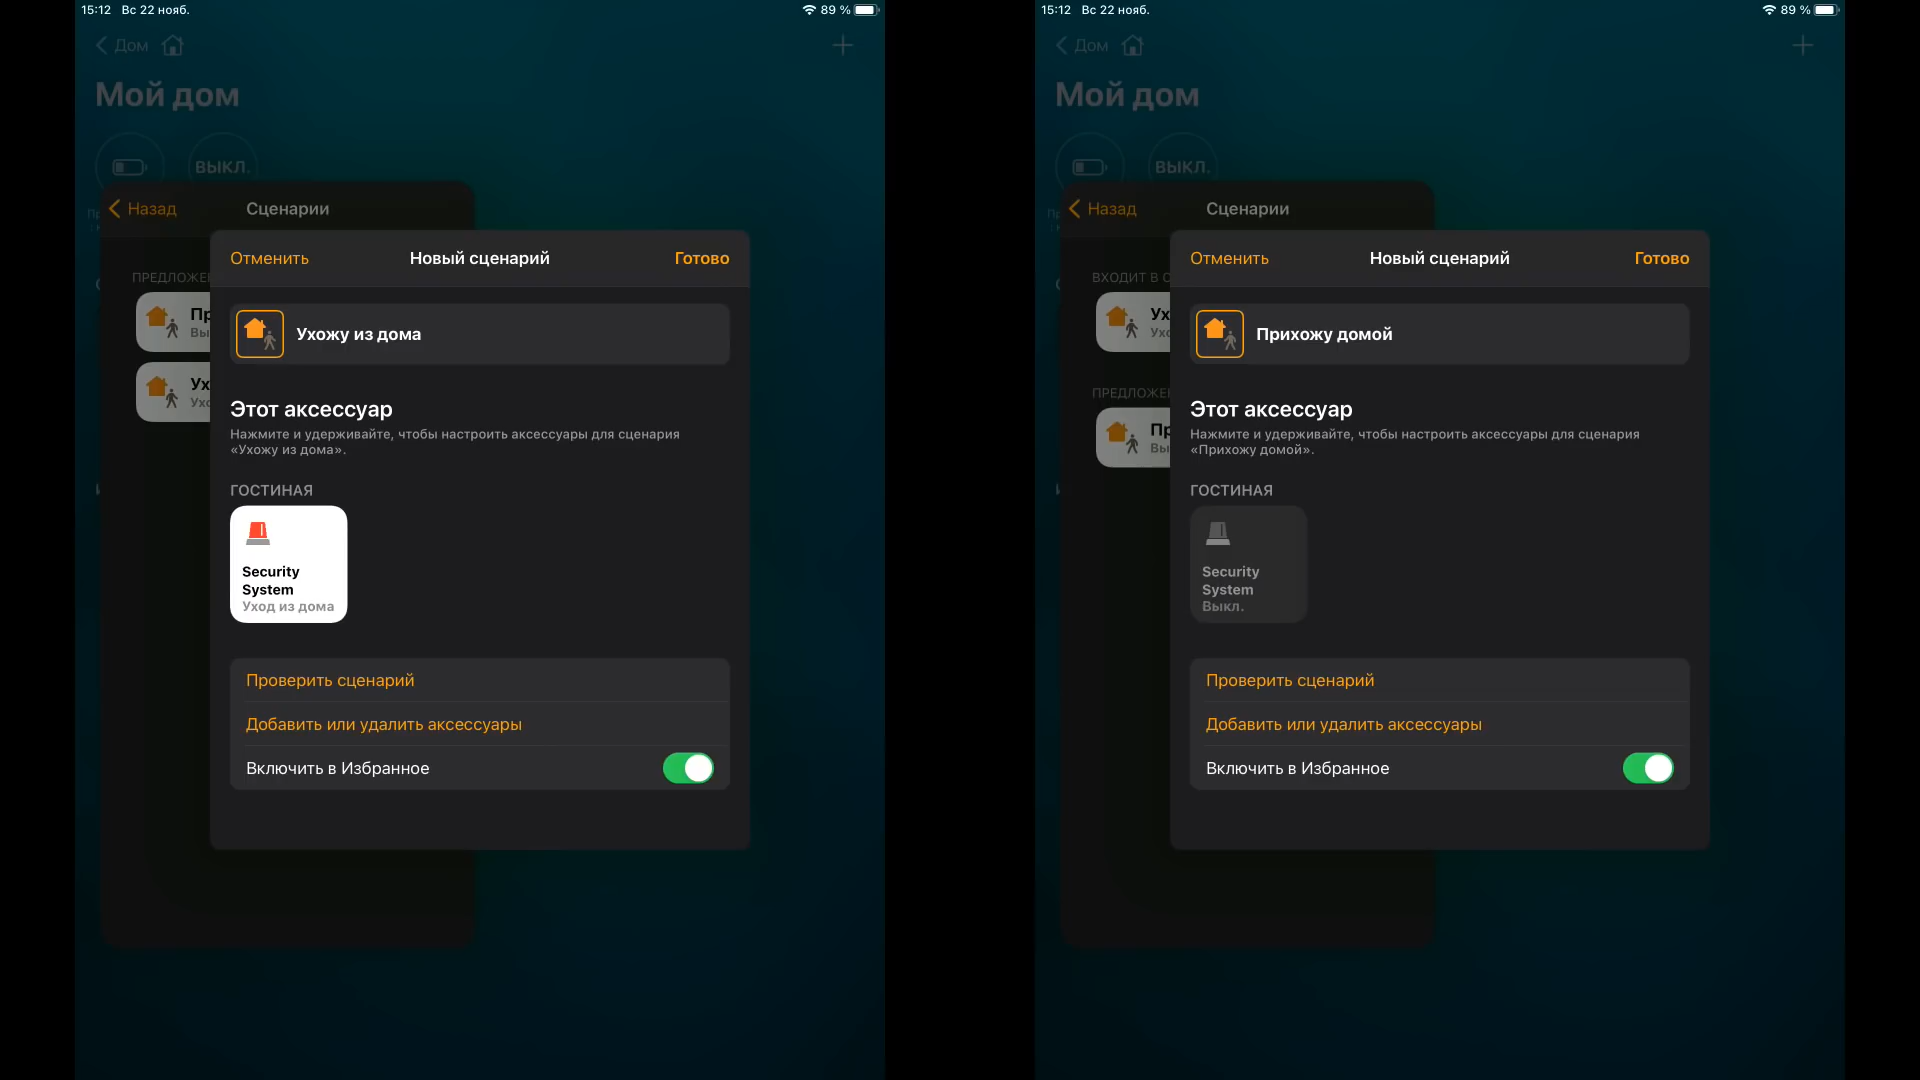 15:12 Вс 22 нояб.
89 %
Дом
Мой дом
ВЫКЛ.
Назад
Сценарии
Отменить
Новый сценарий
Готово
Ухожу из дома
Этот аксессуар
Нажмите и удерживайте, чтобы настроить аксессуары для сценария
«Ухожу из дома».
ГОСТИНАЯ
Security
System
Уход из дома
Проверить сценарий
Добавить или удалить аксессуары
Включить в Избранное
15:12 Вс 22 нояб.
89 %
Дом
Мой дом
ВЫКЛ.
Назад
Сценарии
ВХОДИТ В
Отменить
Новый сценарий
Готово
Прихожу домой
Этот аксессуар
Нажмите и удерживайте, чтобы настроить аксессуары для сценария
«Прихожу домой».
ГОСТИНАЯ
Security
System
Выкл.
Проверить сценарий
Добавить или удалить аксессуары
Включить в Избранное